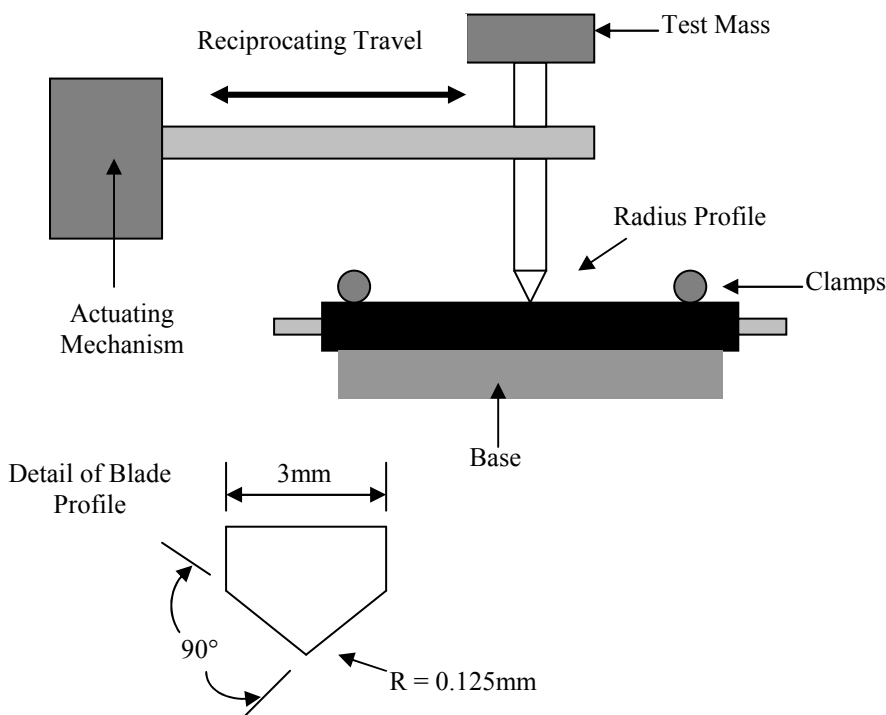 Test Mass
Reciprocating Travel
Radius Profile
Clamps
Actuating
Mechanism
Base
Detail of Blade
Profile
3mm
90°
R = 0.125mm